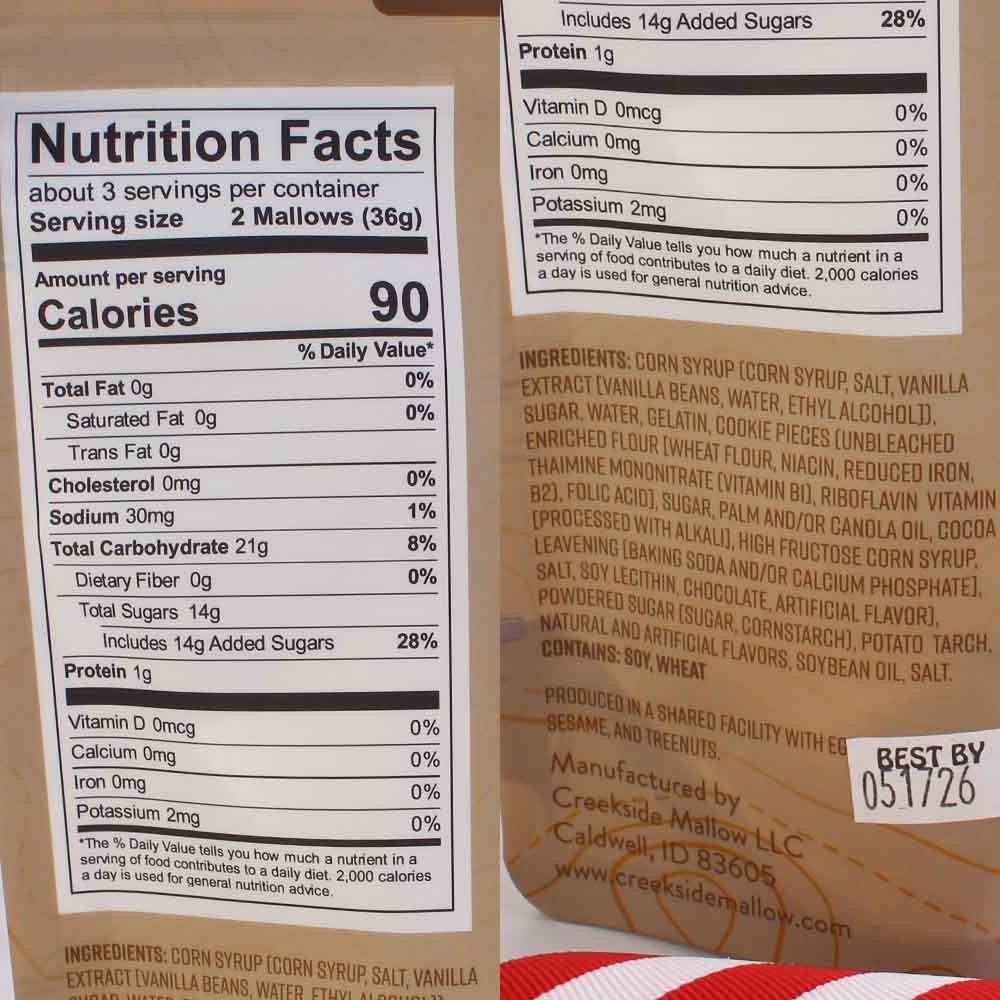 Nutrition Facts
about 3 servings per container
Serving size 2 Mallows (36g)
Amount per serving
Calories 90
% Daily Value*
Total Fat 0g 0%
Saturated Fat 0g 0%
Trans Fat 0g
Cholesterol 0mg 0%
Sodium 30mg 1%
Total Carbohydrate 21g 8%
Dietary Fiber 0g 0%
Total Sugars 14g
Includes 14g Added Sugars 28%
Protein 1g
Vitamin D 0mcg 0%
Calcium 0mg 0%
Iron 0mg 0%
Potassium 2mg 0%
*The % Daily Value tells you how much a nutrient in a
serving of food contributes to a daily diet. 2,000 calories
a day is used for general nutrition advice.
INGREDIENTS: CORN SYRUP (CORN SYRUP, SALT, VANILLA
EXTRACT [VANILLA BEANS, WATER, ETHYL ALCOHOL]),
Includes 14g Added Sugars 28%
Protein 1g
Vitamin D 0mcg 0%
Calcium 0mg 0%
Iron 0mg 0%
Potassium 2mg 0%
*The % Daily Value tells you how much a nutrient in a
serving of food contributes to a daily diet. 2,000 calories
a day is used for general nutrition advice.
INGREDIENTS: CORN SYRUP (CORN SYRUP, SALT, VANILLA
EXTRACT [VANILLA BEANS, WATER, ETHYL ALCOHOL]),
SUGAR, WATER, GELATIN, COOKIE PIECES (UNBLEACHED
ENRICHED FLOUR [WHEAT FLOUR, NIACIN, REDUCED IRON,
THAIMINE MONONITRATE (VITAMIN B1), RIBOFLAVIN VITAMIN
B2), FOLIC ACID], SUGAR, PALM AND/OR CANOLA OIL, COCOA
[PROCESSED WITH ALKALI], HIGH FRUCTOSE CORN SYRUP,
LEAVENING [BAKING SODA AND/OR CALCIUM PHOSPHATE],
SALT, SOY LECITHIN, CHOCOLATE, ARTIFICIAL FLAVOR),
POWDERED SUGAR (SUGAR, CORNSTARCH), POTATO TARCH,
NATURAL AND ARTIFICIAL FLAVORS, SOYBEAN OIL, SALT.
CONTAINS: SOY, WHEAT
PRODUCED IN A SHARED FACILITY WITH EG
SESAME, AND TREENUTS.
BEST BY
051726
Manufactured by
Creekside Mallow LLC
Caldwell, ID 83605
www.creeksidemallow.com